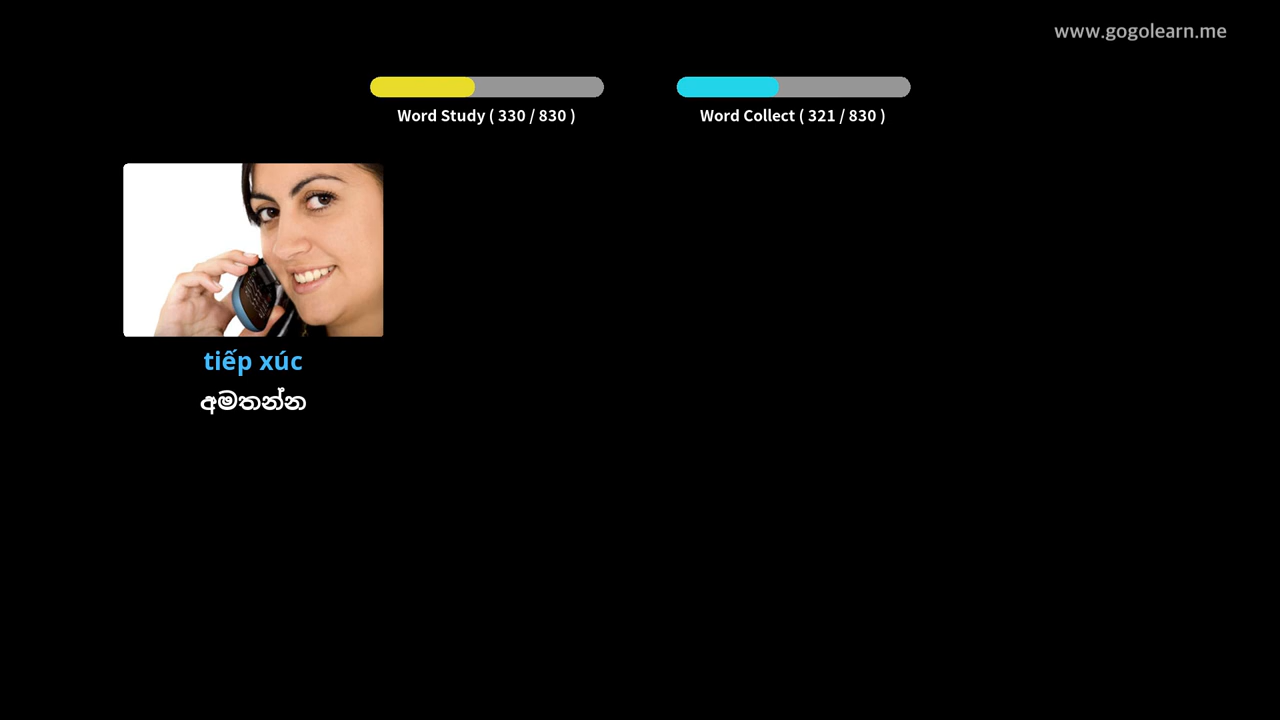 www.gogolearn.me
Word Study ( 330 / 830 )
Word Collect ( 321 / 830 )
tiếp xúc
අමතන්න